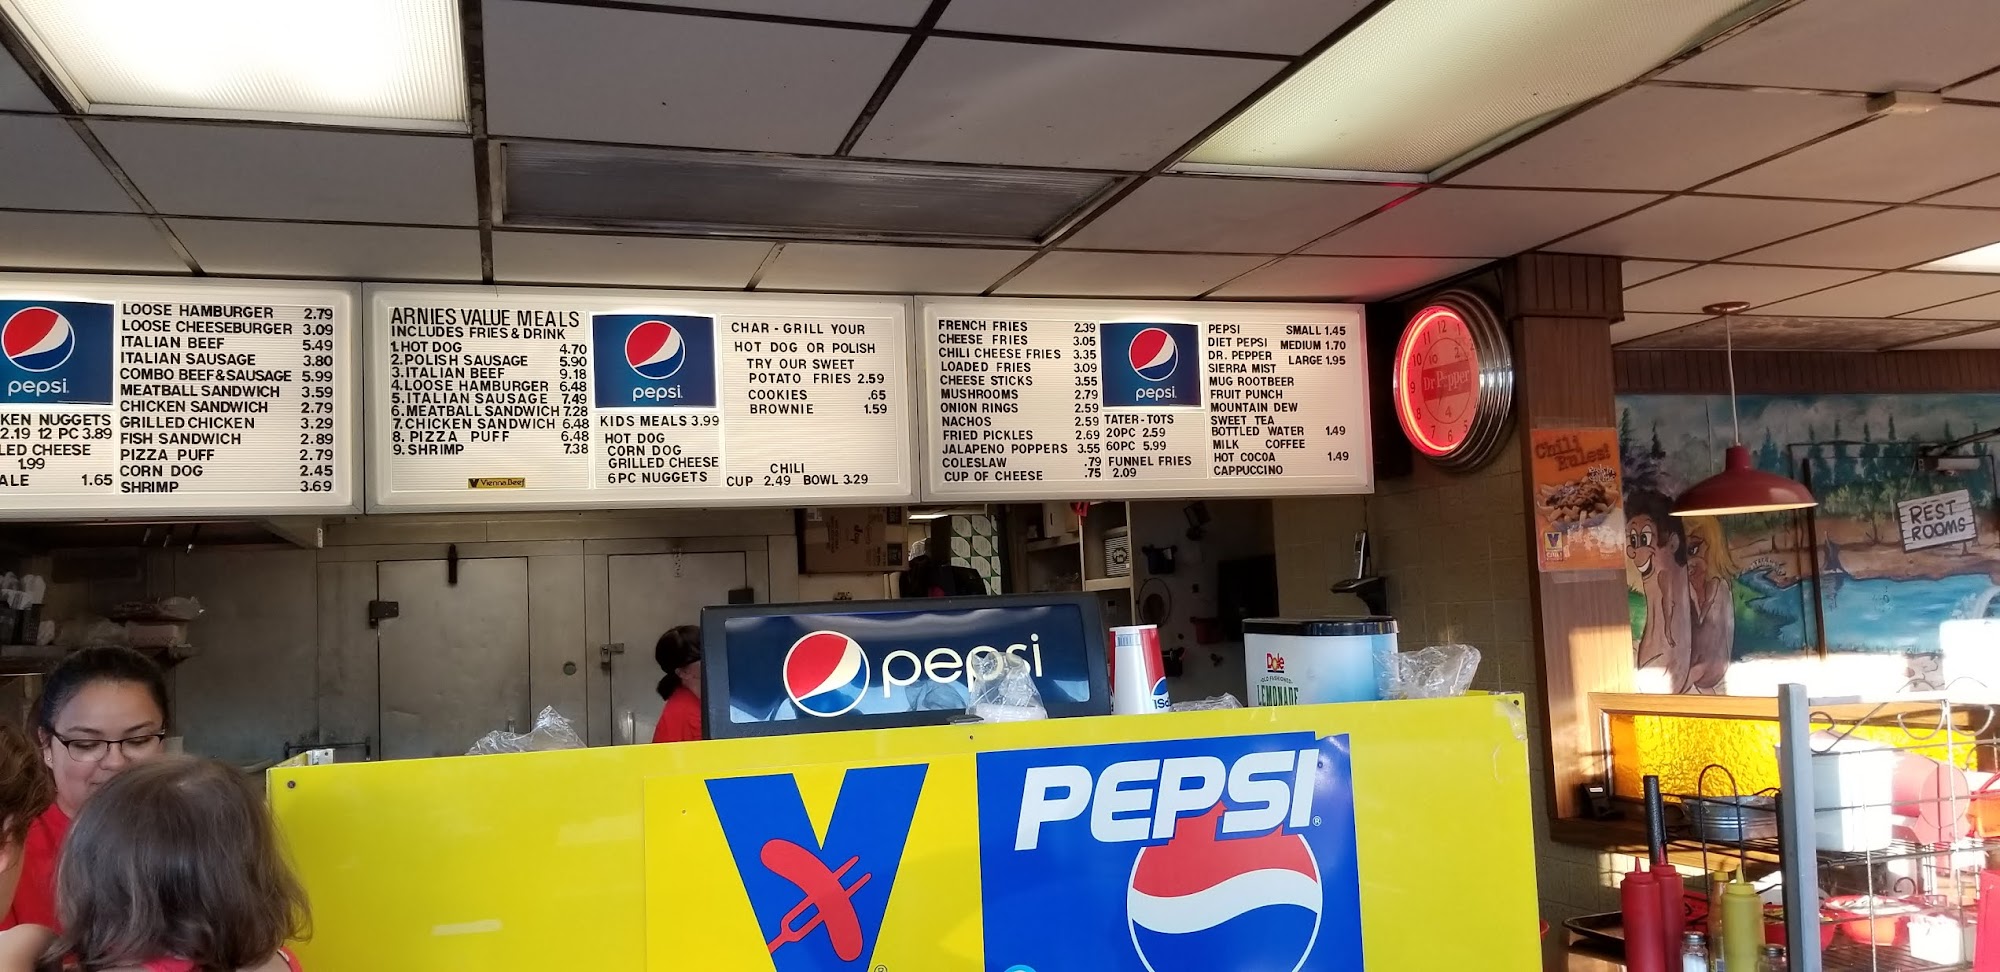 pepsi
KEN NUGGETS
2.19 12 PC 3.89
LED CHEESE
1.99
ALE 1.65
LOOSE HAMBURGER 2.79
LOOSE CHEESEBURGER 3.09
ITALIAN BEEF 5.49
ITALIAN SAUSAGE 3.80
COMBO BEEF & SAUSAGE 5.99
MEATBALL SANDWICH 3.59
CHICKEN SANDWICH 2.79
GRILLED CHICKEN 3.29
FISH SANDWICH 2.89
PIZZA PUFF 2.79
CORN DOG 2.45
SHRIMP 3.69
ARNIES VALUE MEALS
INCLUDES FRIES & DRINK
1. HOT DOG 4.70
2. POLISH SAUSAGE 5.90
3. ITALIAN BEEF 9.18
4. LOOSE HAMBURGER 6.48
5. ITALIAN SAUSAGE 7.49
6. MEATBALL SANDWICH 7.28
7. CHICKEN SANDWICH 6.48
8. PIZZA PUFF 6.48
9. SHRIMP 7.38
Vienna Beef
pepsi
KIDS MEALS 3.99
HOT DOG
CORN DOG
GRILLED CHEESE
6 PC NUGGETS
CHAR - GRILL YOUR
HOT DOG OR POLISH
TRY OUR SWEET
POTATO FRIES 2.59
COOKIES .65
BROWNIE 1.59
CHILI
CUP 2.49 BOWL 3.29
FRENCH FRIES 2.39
CHEESE FRIES 3.05
CHILI CHEESE FRIES 3.35
LOADED FRIES 3.09
CHEESE STICKS 3.55
MUSHROOMS 2.79
ONION RINGS 2.59
NACHOS 2.59
FRIED PICKLES 2.69
JALAPENO POPPERS 3.55
COLESLAW .79
CUP OF CHEESE .75
pepsi
TATER-TOTS
20PC 2.59
60PC 5.99
FUNNEL FRIES
2.09
PEPSI SMALL 1.45
DIET PEPSI MEDIUM 1.70
DR. PEPPER LARGE 1.95
SIERRA MIST
MUG ROOTBEER
FRUIT PUNCH
MOUNTAIN DEW
SWEET TEA
BOTTLED WATER 1.49
MILK COFFEE
HOT COCOA 1.49
CAPPUCCINO
Dr Pepper
Chili Rules!
REST
ROOMS
pepsi
Dole
OLD FASHIONED
LEMONADE
V
PEPSI